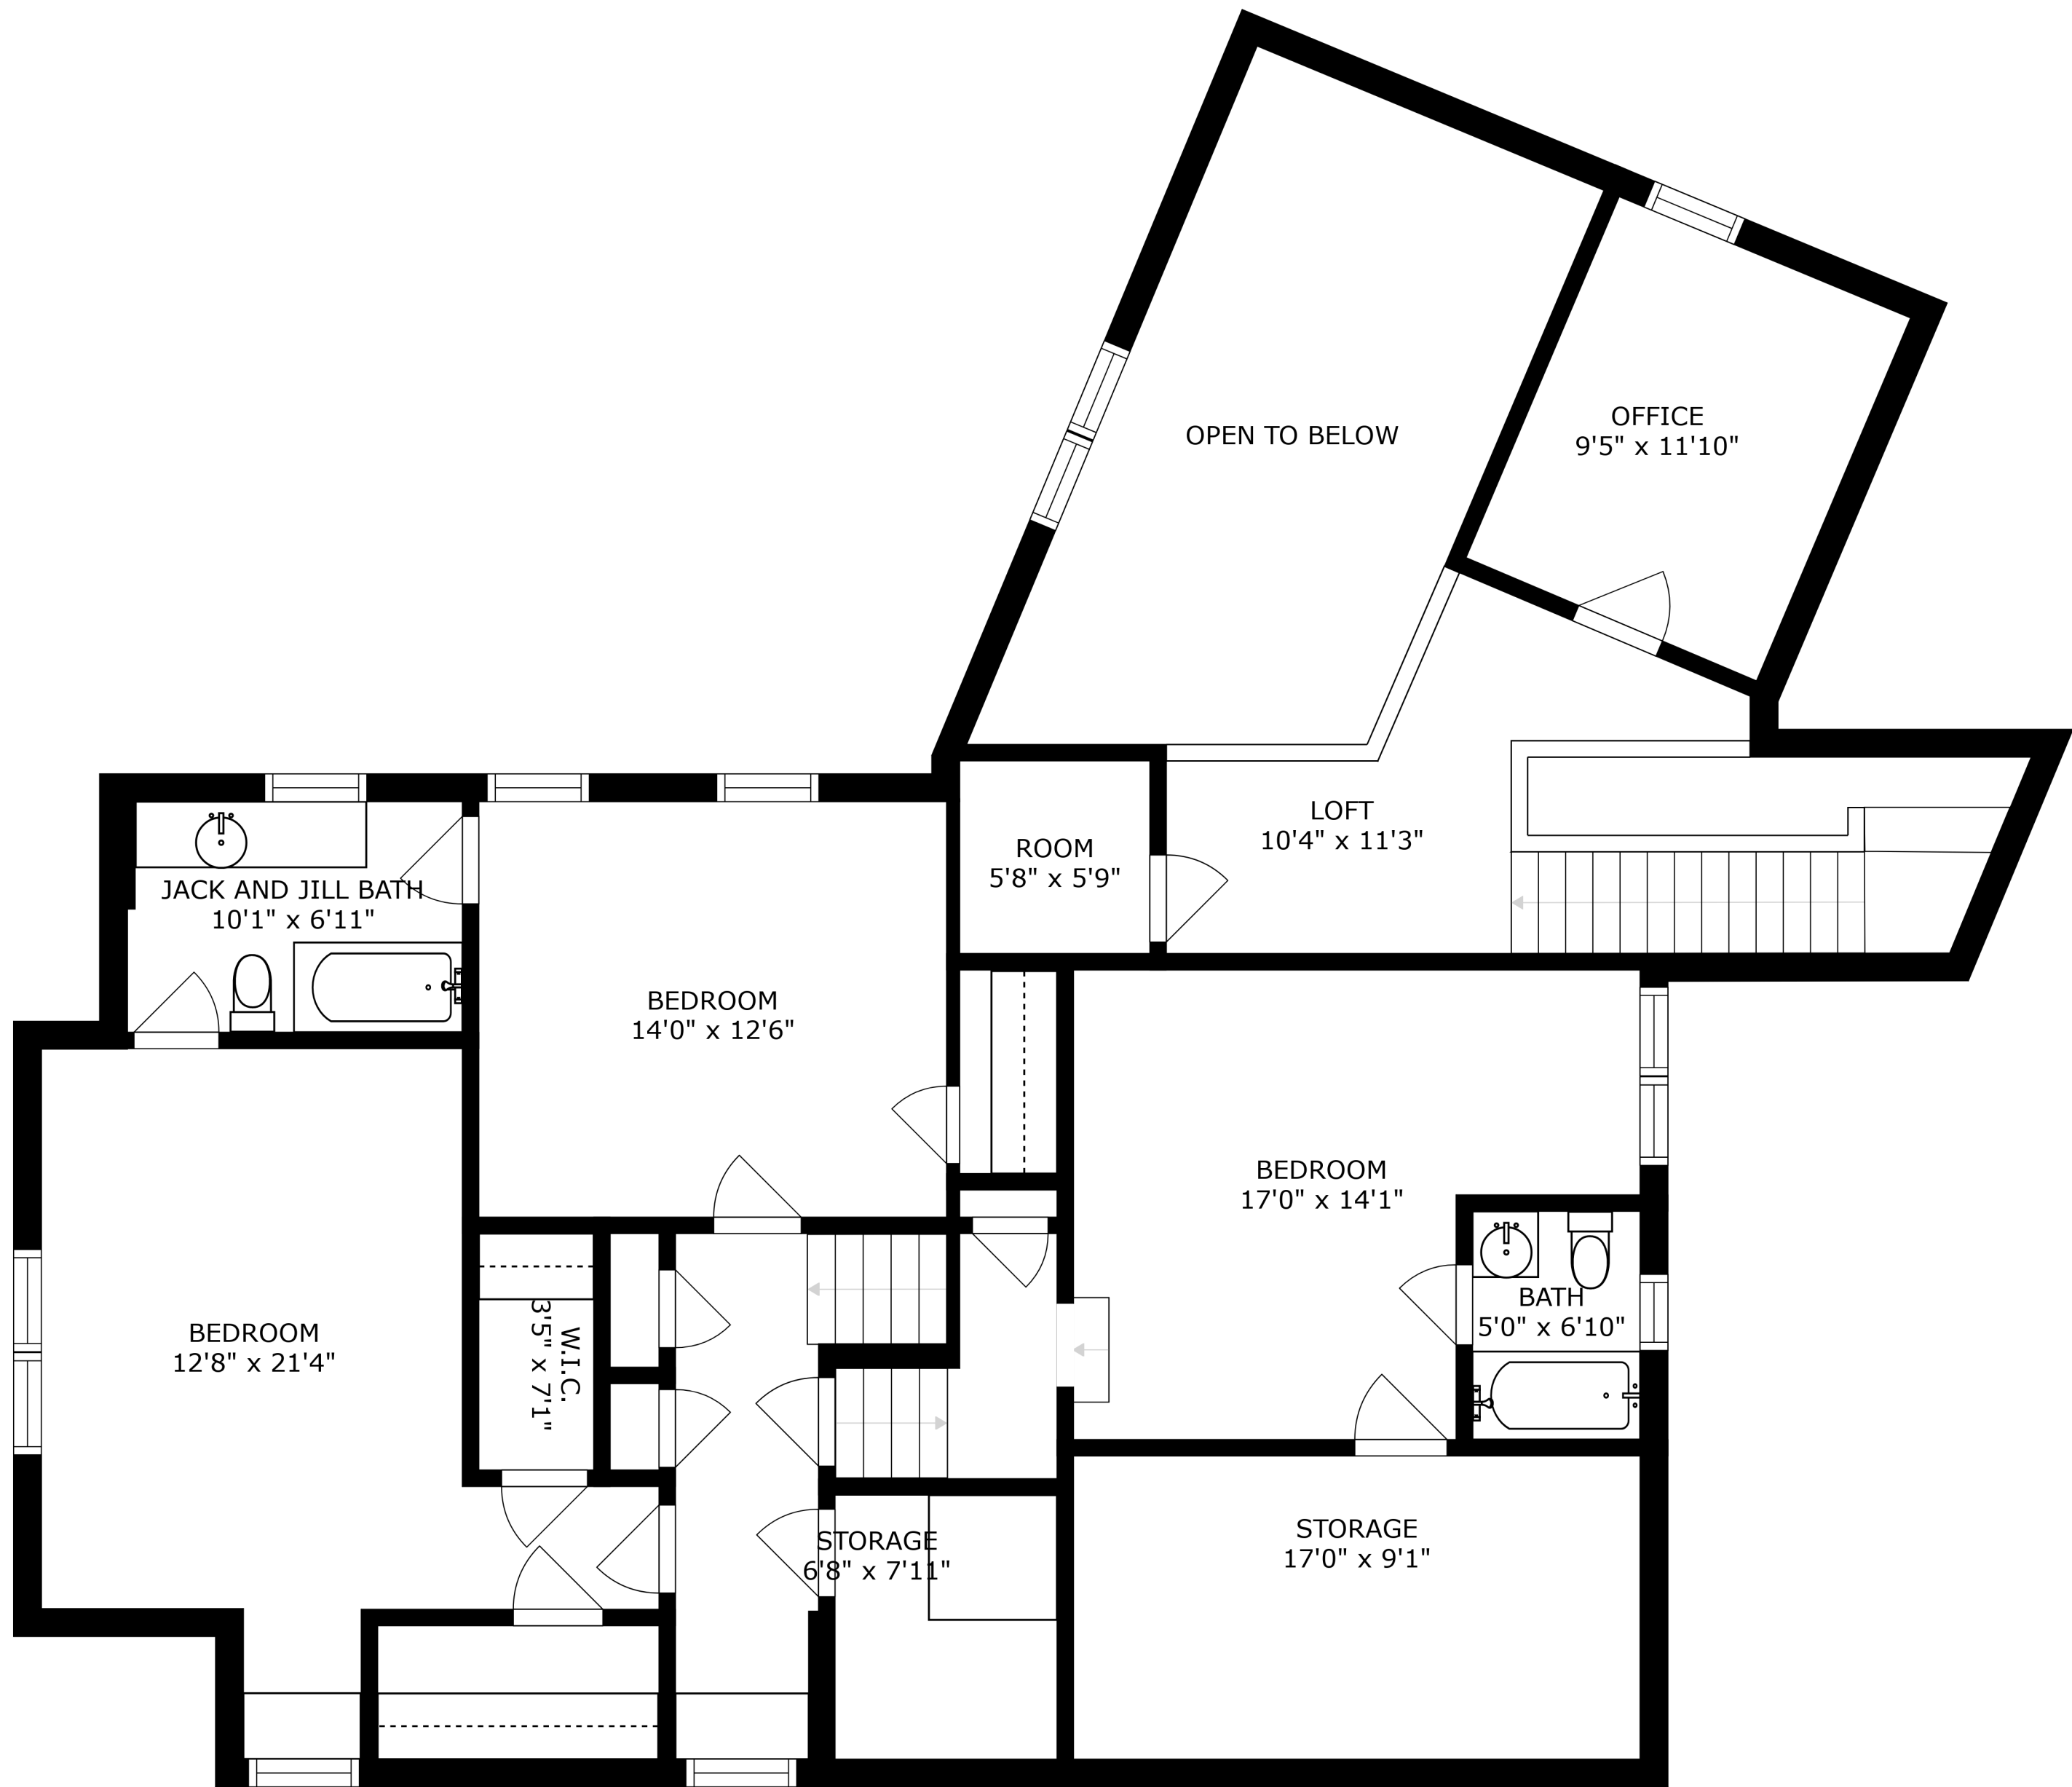 OPEN TO BELOW
OFFICE
9'5" x 11'10"
LOFT
10'4" x 11'3"
ROOM
5'8" x 5'9"
JACK AND JILL BATH
10'1" x 6'11"
BEDROOM
14'0" x 12'6"
BEDROOM
17'0" x 14'1"
BATH
5'0" x 6'10"
BEDROOM
12'8" x 21'4"
W.I.C.
3'5" x 7'1"
STORAGE
6'8" x 7'11"
STORAGE
17'0" x 9'1"